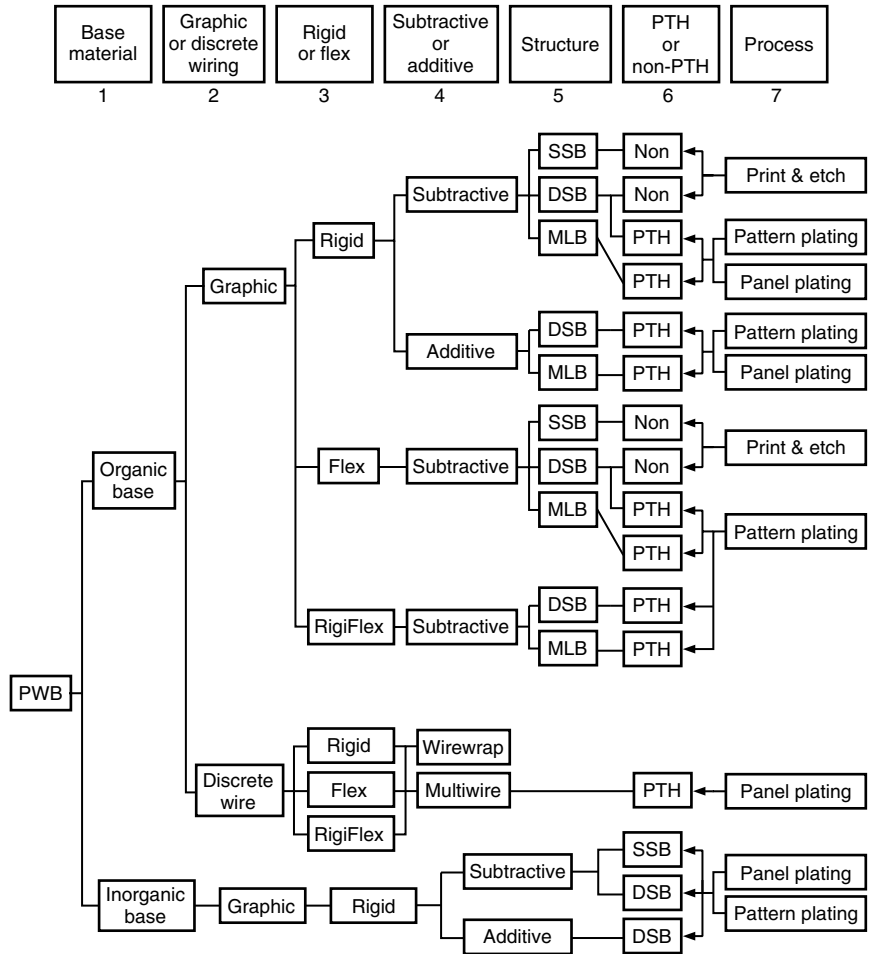 Base
material
Graphic
or discrete
wiring
Rigid
or flex
Subtractive
or
additive
Structure
PTH
or
non-PTH
Process
1
2
3
4
5
6
7
SSB
Non
Print & etch
Subtractive
DSB
Non
Rigid
MLB
PTH
Pattern plating
PTH
Panel plating
Graphic
DSB
PTH
Pattern plating
Additive
MLB
PTH
Panel plating
SSB
Non
Print & etch
Organic
base
Flex
Subtractive
DSB
Non
MLB
PTH
Pattern plating
PTH
DSB
PTH
RigiFlex
Subtractive
MLB
PTH
PWB
Rigid
Wirewrap
Discrete
wire
Flex
Multiwire
PTH
Panel plating
RigiFlex
SSB
Subtractive
Panel plating
DSB
Inorganic
base
Graphic
Rigid
Pattern plating
Additive
DSB